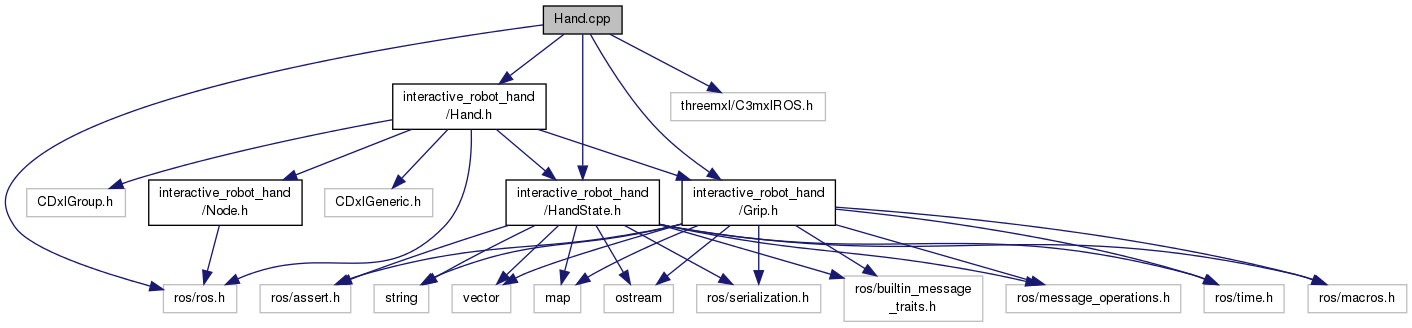 Hand.cpp
interactive_robot_hand
/Hand.h
threemxl/C3mxlROS.h
CDxlGroup.h
interactive_robot_hand
/Node.h
CDxlGeneric.h
interactive_robot_hand
/HandState.h
interactive_robot_hand
/Grip.h
ros/ros.h
ros/assert.h
string
vector
map
ostream
ros/serialization.h
ros/builtin_message
_traits.h
ros/message_operations.h
ros/time.h
ros/macros.h